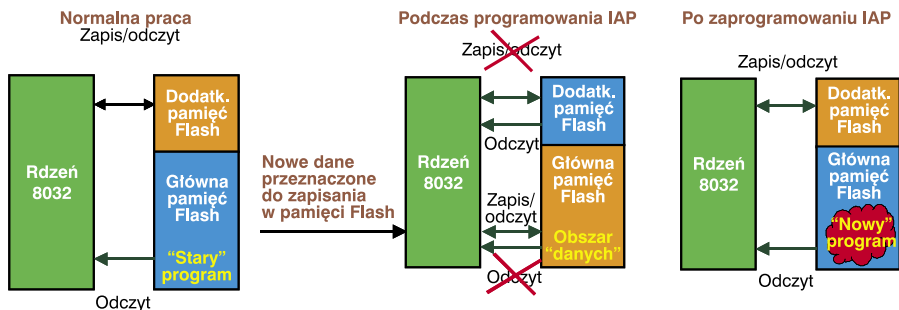 Normalna praca
Zapis/odczyt
Rdzeń
8032
Dodatk.
pamięć
Flash
Główna
pamięć
Flash
“Stary”
program
Odczyt
Nowe dane
przeznaczone
do zapisania
w pamięci Flash
Podczas programowania IAP
Zapis/odczyt
Rdzeń
8032
Dodatk.
pamięć
Flash
Odczyt
Główna
pamięć
Flash
Zapis/
odczyt
Obszar
“danych”
Odczyt
Po zaprogramowaniu IAP
Zapis/odczyt
Rdzeń
8032
Dodatk.
pamięć
Flash
Główna
pamięć
Flash
“Nowy”
program
Odczyt